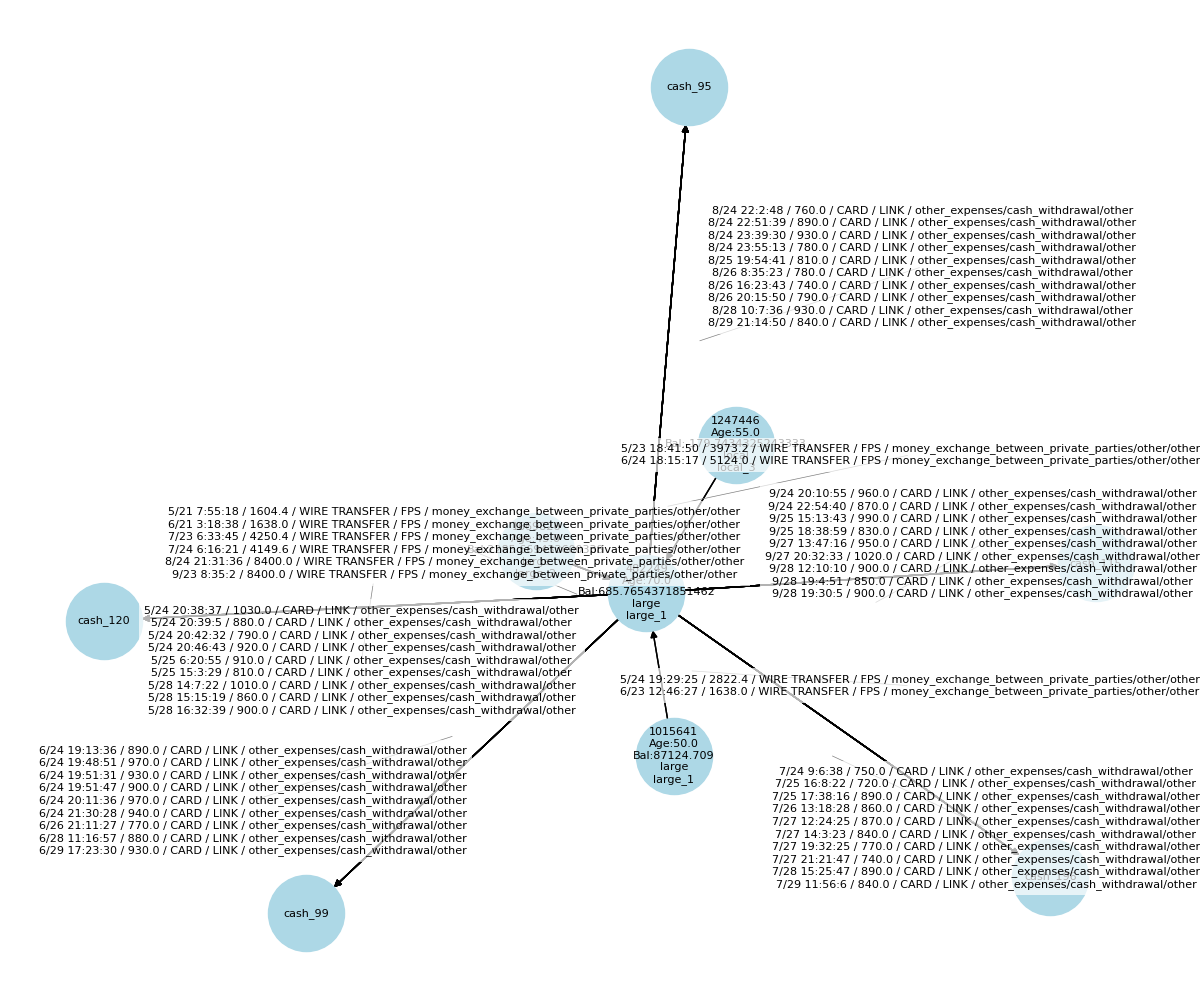 cash_95
8/24 22:2:48 / 760.0 / CARD / LINK / other_expenses/cash_withdrawal/other
8/24 22:51:39 / 890.0 / CARD / LINK / other_expenses/cash_withdrawal/other
8/24 23:39:30 / 930.0 / CARD / LINK / other_expenses/cash_withdrawal/other
8/24 23:55:13 / 780.0 / CARD / LINK / other_expenses/cash_withdrawal/other
8/25 19:54:41 / 810.0 / CARD / LINK / other_expenses/cash_withdrawal/other
8/26 8:35:23 / 780.0 / CARD / LINK / other_expenses/cash_withdrawal/other
8/26 16:23:43 / 740.0 / CARD / LINK / other_expenses/cash_withdrawal/other
8/26 20:15:50 / 790.0 / CARD / LINK / other_expenses/cash_withdrawal/other
8/28 10:7:36 / 930.0 / CARD / LINK / other_expenses/cash_withdrawal/other
8/29 21:14:50 / 840.0 / CARD / LINK / other_expenses/cash_withdrawal/other
1247446
Age:55.0
5/23 18:41:50 / 3973.2 / WIRE TRANSFER / FPS / money_exchange_between_private_parties/other/other
6/24 18:15:17 / 5124.0 / WIRE TRANSFER / FPS / money_exchange_between_private_parties/other/other
local_3
9/24 20:10:55 / 960.0 / CARD / LINK / other_expenses/cash_withdrawal/other
9/24 22:54:40 / 870.0 / CARD / LINK / other_expenses/cash_withdrawal/other
9/25 15:13:43 / 990.0 / CARD / LINK / other_expenses/cash_withdrawal/other
9/25 18:38:59 / 830.0 / CARD / LINK / other_expenses/cash_withdrawal/other
9/27 13:47:16 / 950.0 / CARD / LINK / other_expenses/cash_withdrawal/other
9/27 20:32:33 / 1020.0 / CARD / LINK / other_expenses/cash_withdrawal/other
9/28 12:10:10 / 900.0 / CARD / LINK / other_expenses/cash_withdrawal/other
9/28 19:4:51 / 850.0 / CARD / LINK / other_expenses/cash_withdrawal/other
9/28 19:30:5 / 900.0 / CARD / LINK / other_expenses/cash_withdrawal/other
5/21 7:55:18 / 1604.4 / WIRE TRANSFER / FPS / money_exchange_between_private_parties/other/other
6/21 3:18:38 / 1638.0 / WIRE TRANSFER / FPS / money_exchange_between_private_parties/other/other
7/23 6:33:45 / 4250.4 / WIRE TRANSFER / FPS / money_exchange_between_private_parties/other/other
7/24 6:16:21 / 4149.6 / WIRE TRANSFER / FPS / money_exchange_between_private_parties/other/other
8/24 21:31:36 / 8400.0 / WIRE TRANSFER / FPS / money_exchange_between_private_parties/other/other
9/23 8:35:2 / 8400.0 / WIRE TRANSFER / FPS / money_exchange_between_private_parties/other/other
Age:70.0
Bal:685.7654371851462
large
large_1
cash_120
5/24 20:38:37 / 1030.0 / CARD / LINK / other_expenses/cash_withdrawal/other
5/24 20:39:5 / 880.0 / CARD / LINK / other_expenses/cash_withdrawal/other
5/24 20:42:32 / 790.0 / CARD / LINK / other_expenses/cash_withdrawal/other
5/24 20:46:43 / 920.0 / CARD / LINK / other_expenses/cash_withdrawal/other
5/25 6:20:55 / 910.0 / CARD / LINK / other_expenses/cash_withdrawal/other
5/25 15:3:29 / 810.0 / CARD / LINK / other_expenses/cash_withdrawal/other
5/28 14:7:22 / 1010.0 / CARD / LINK / other_expenses/cash_withdrawal/other
5/28 15:15:19 / 860.0 / CARD / LINK / other_expenses/cash_withdrawal/other
5/28 16:32:39 / 900.0 / CARD / LINK / other_expenses/cash_withdrawal/other
5/24 19:29:25 / 2822.4 / WIRE TRANSFER / FPS / money_exchange_between_private_parties/other/other
6/23 12:46:27 / 1638.0 / WIRE TRANSFER / FPS / money_exchange_between_private_parties/other/other
1015641
Age:50.0
Bal:87124.709
large
large_1
6/24 19:13:36 / 890.0 / CARD / LINK / other_expenses/cash_withdrawal/other
6/24 19:48:51 / 970.0 / CARD / LINK / other_expenses/cash_withdrawal/other
6/24 19:51:31 / 930.0 / CARD / LINK / other_expenses/cash_withdrawal/other
6/24 19:51:47 / 900.0 / CARD / LINK / other_expenses/cash_withdrawal/other
6/24 20:11:36 / 970.0 / CARD / LINK / other_expenses/cash_withdrawal/other
6/24 21:30:28 / 940.0 / CARD / LINK / other_expenses/cash_withdrawal/other
6/26 21:11:27 / 770.0 / CARD / LINK / other_expenses/cash_withdrawal/other
6/28 11:16:57 / 880.0 / CARD / LINK / other_expenses/cash_withdrawal/other
6/29 17:23:30 / 930.0 / CARD / LINK / other_expenses/cash_withdrawal/other
7/24 9:6:38 / 750.0 / CARD / LINK / other_expenses/cash_withdrawal/other
7/25 16:8:22 / 720.0 / CARD / LINK / other_expenses/cash_withdrawal/other
7/25 17:38:16 / 890.0 / CARD / LINK / other_expenses/cash_withdrawal/other
7/26 13:18:28 / 860.0 / CARD / LINK / other_expenses/cash_withdrawal/other
7/27 12:24:25 / 870.0 / CARD / LINK / other_expenses/cash_withdrawal/other
7/27 14:3:23 / 840.0 / CARD / LINK / other_expenses/cash_withdrawal/other
7/27 19:32:25 / 770.0 / CARD / LINK / other_expenses/cash_withdrawal/other
7/27 21:21:47 / 740.0 / CARD / LINK / other_expenses/cash_withdrawal/other
7/28 15:25:47 / 890.0 / CARD / LINK / other_expenses/cash_withdrawal/other
7/29 11:56:6 / 840.0 / CARD / LINK / other_expenses/cash_withdrawal/other
cash_99